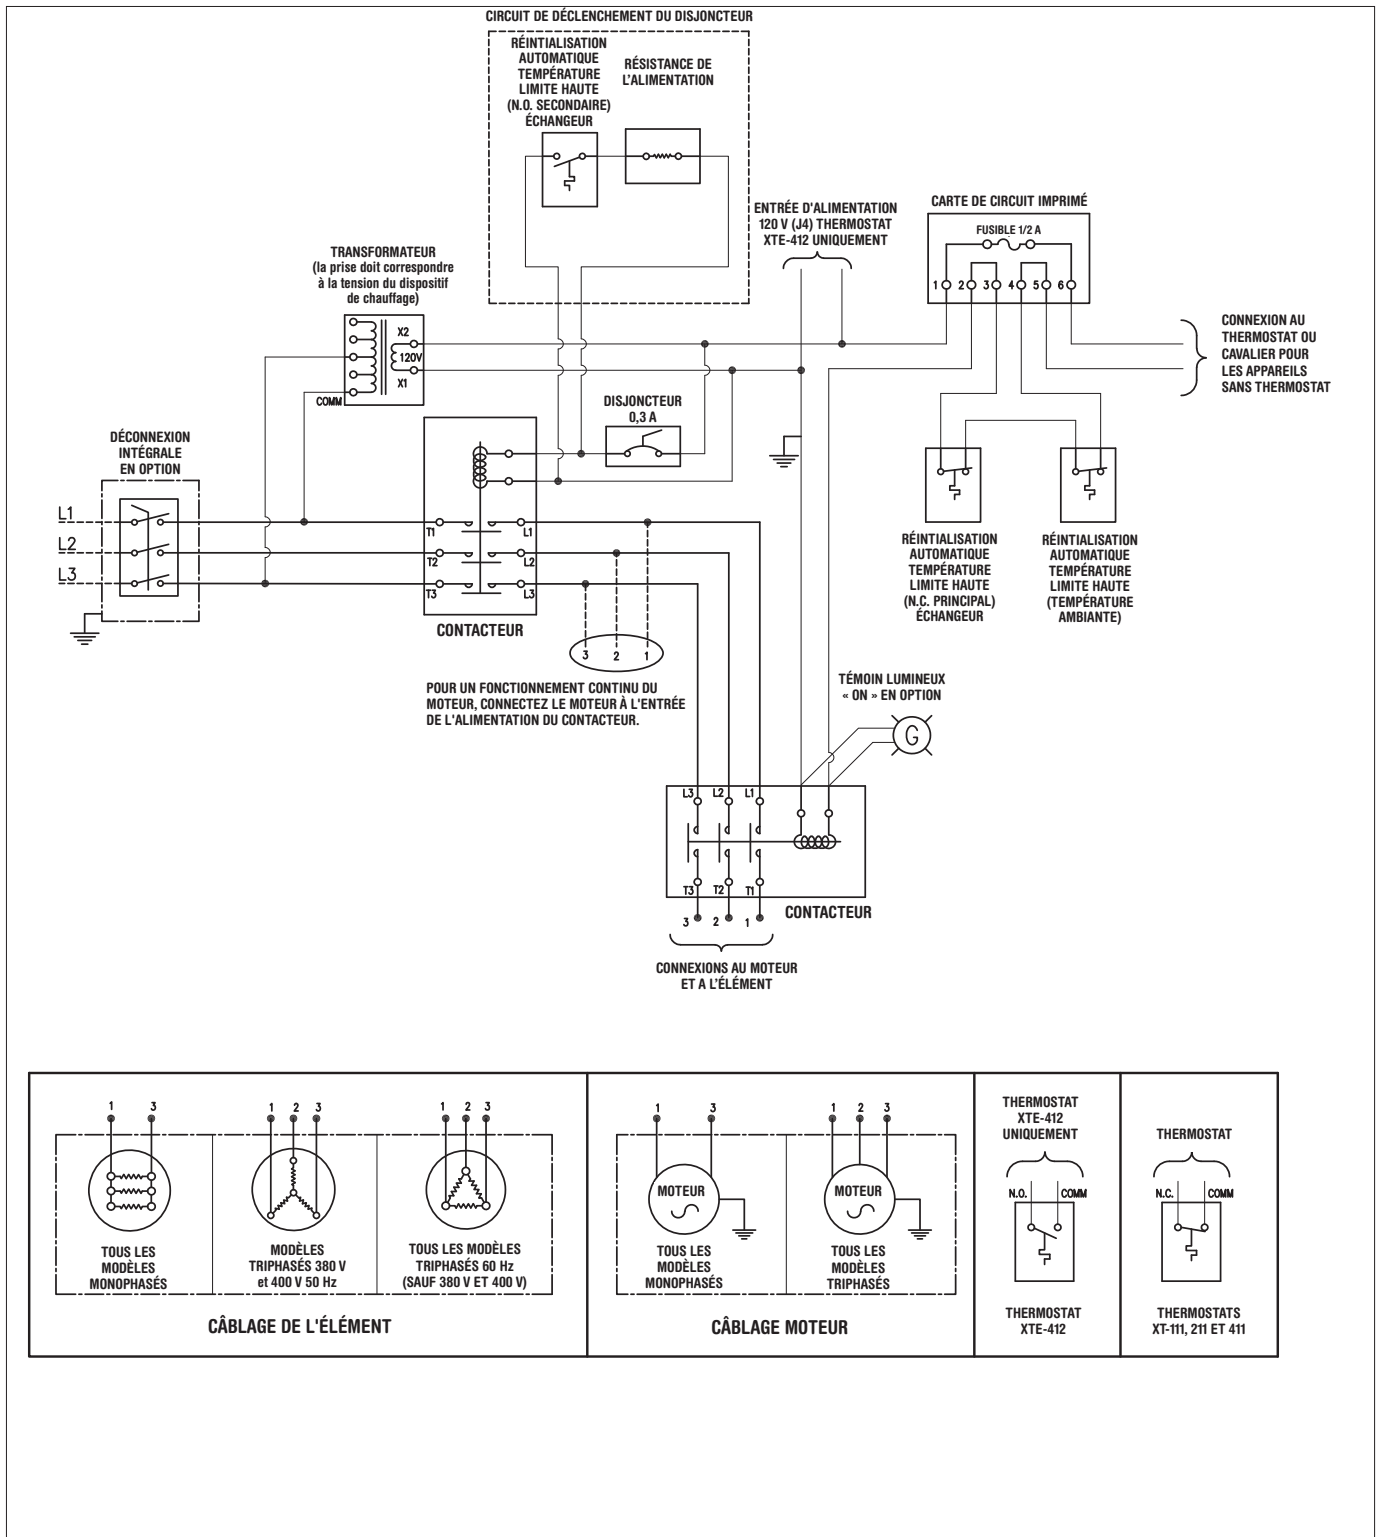 CIRCUIT DE DÉCLENCHEMENT DU DISJONCTEUR
RÉINTIALISATION
AUTOMATIQUE
TEMPÉRATURE
LIMITE HAUTE
(N.O. SECONDAIRE)
ÉCHANGEUR
RÉSISTANCE DE
L'ALIMENTATION
ENTRÉE D'ALIMENTATION
120 V (J4) THERMOSTAT
XTE-412 UNIQUEMENT
CARTE DE CIRCUIT IMPRIMÉ
FUSIBLE 1/2 A
1 2 3 4 5 6
TRANSFORMATEUR
(la prise doit correspondre
à la tension du dispositif
de chauffage)
X2
120V
X1
COMM
CONNEXION AU
THERMOSTAT OU
CAVALIER POUR
LES APPAREILS
SANS THERMOSTAT
DISJONCTEUR
0,3 A
DÉCONNEXION
INTÉGRALE
EN OPTION
L1
L2
L3
T1 L1
T2 L2
T3 L3
CONTACTEUR
3 2 1
RÉINTIALISATION
AUTOMATIQUE
TEMPÉRATURE
LIMITE HAUTE
(N.C. PRINCIPAL)
ÉCHANGEUR
RÉINTIALISATION
AUTOMATIQUE
TEMPÉRATURE
LIMITE HAUTE
(TEMPÉRATURE
AMBIANTE)
POUR UN FONCTIONNEMENT CONTINU DU
MOTEUR, CONNECTEZ LE MOTEUR À L'ENTRÉE
DE L'ALIMENTATION DU CONTACTEUR.
TÉMOIN LUMINEUX
« ON » EN OPTION
G
L3 L2 L1
T3 T2 T1
3 2 1
CONTACTEUR
CONNEXIONS AU MOTEUR
ET A L'ÉLÉMENT
1 3
TOUS LES
MODÈLES
MONOPHASÉS
1 2 3
MODÈLES
TRIPHASÉS 380 V
et 400 V 50 Hz
1 2 3
TOUS LES MODÈLES
TRIPHASÉS 60 Hz
(SAUF 380 V ET 400 V)
CÂBLAGE DE L'ÉLÉMENT
1 3
MOTEUR
TOUS LES
MODÈLES
MONOPHASÉS
1 2 3
MOTEUR
TOUS LES
MODÈLES
TRIPHASÉS
CÂBLAGE MOTEUR
THERMOSTAT
XTE-412
UNIQUEMENT
N.O. COMM
THERMOSTAT
XTE-412
THERMOSTAT
N.C. COMM
THERMOSTATS
XT-111, 211 ET 411